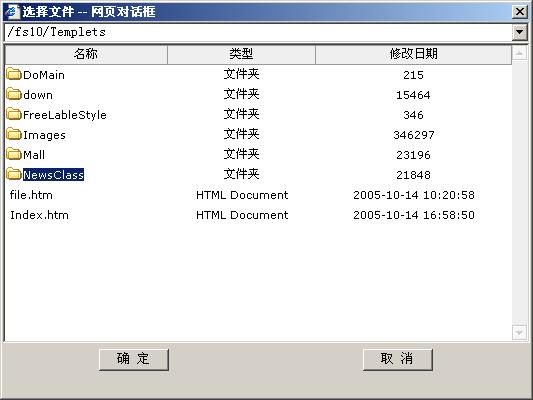 选择文件 -- 网页对话框
/fs10/Templets
名称 类型 修改日期
DoMain 文件夹 215
down 文件夹 15464
FreeLableStyle 文件夹 346
Images 文件夹 346297
Mall 文件夹 23196
NewsClass 文件夹 21848
file.htm HTML Document 2005-10-14 10:20:58
Index.htm HTML Document 2005-10-14 16:58:50
确 定 取 消